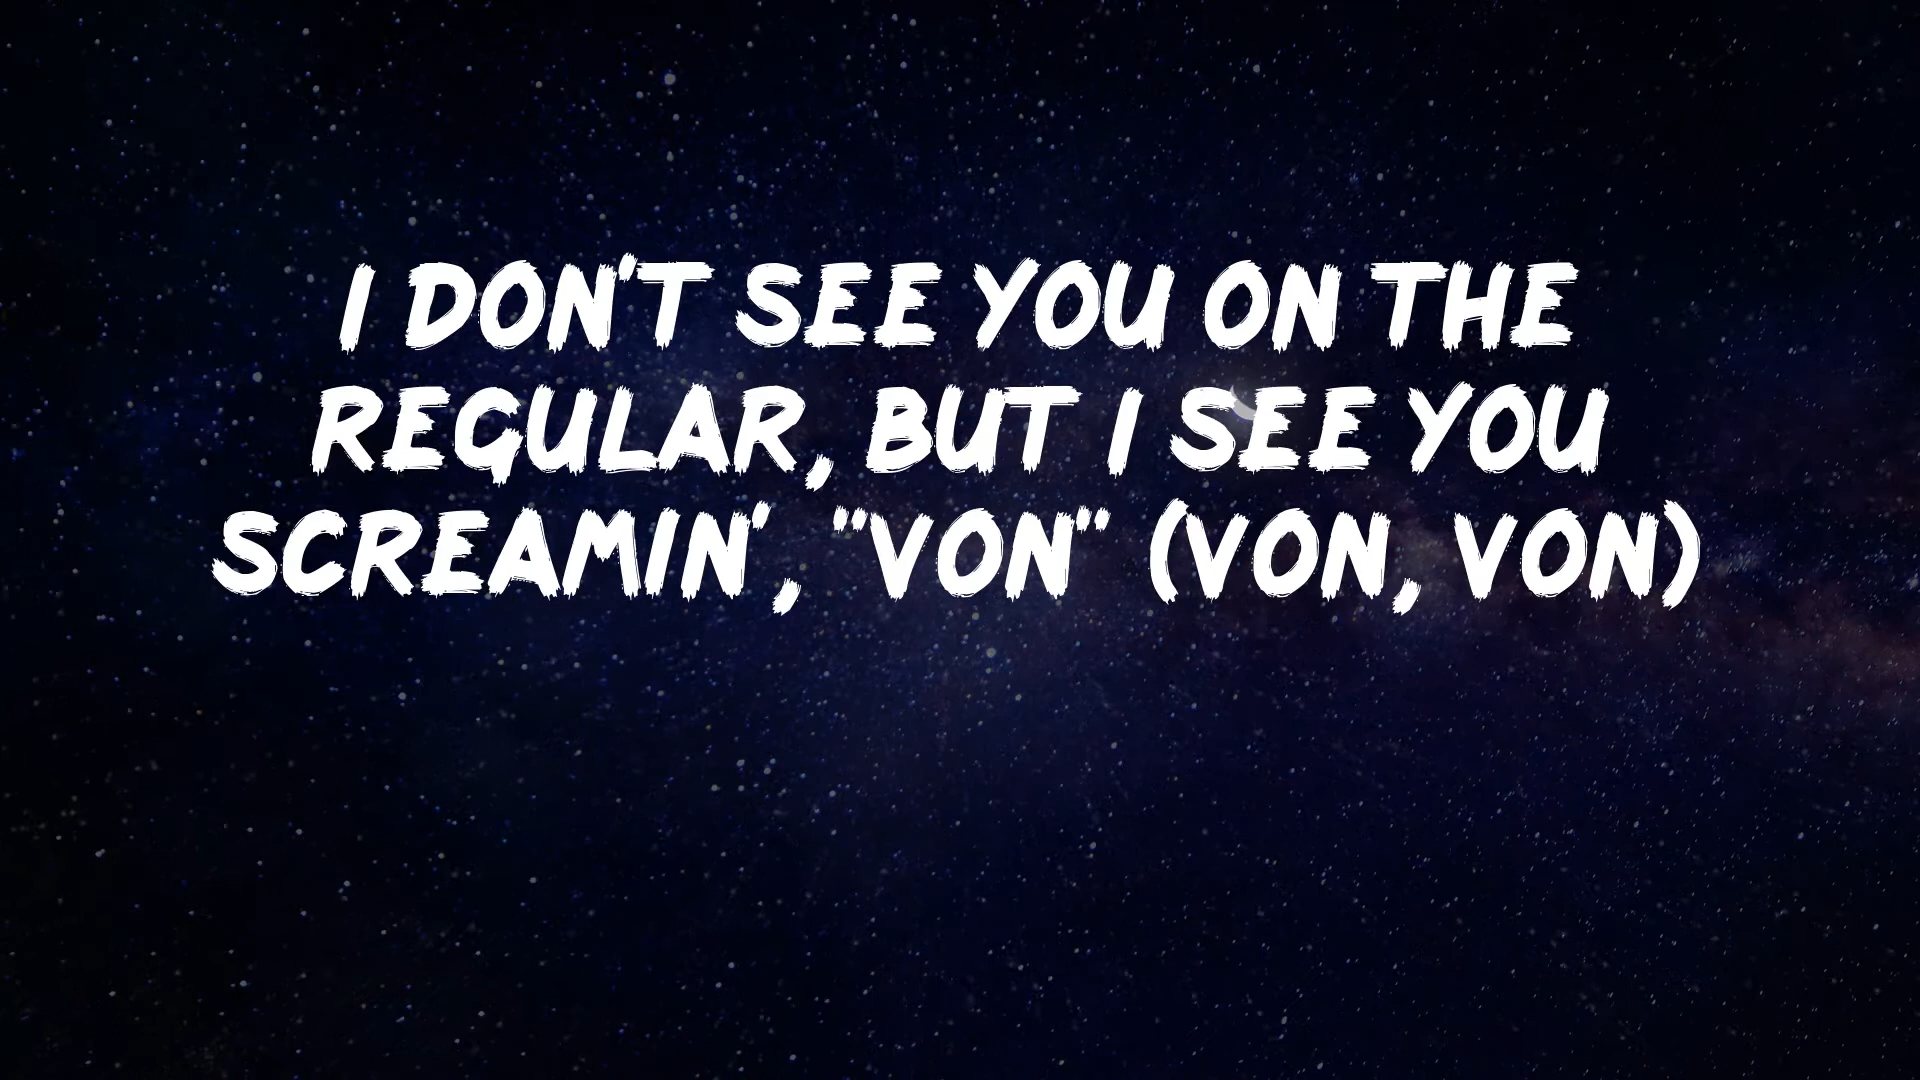 I DON'T SEE YOU ON THE
REGULAR, BUT I SEE YOU
SCREAMIN', "VON" (VON, VON)